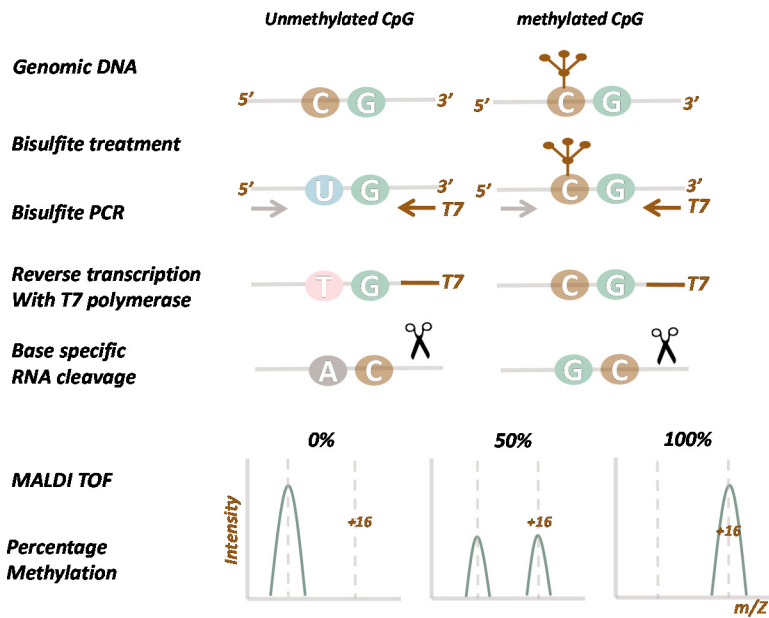 Unmethylated CpG methylated CpG
Genomic DNA
5’ C G 3’ 5’ C G 3’
Bisulfite treatment
5’ U G 3’ 5’ C G 3’
Bisulfite PCR
T7 T7
Reverse transcription
With T7 polymerase
T G T7 C G T7
Base specific
RNA cleavage
A C G C
0% 50% 100%
MALDI TOF
Intensity
+16 +16 +16
Percentage
Methylation
m/Z